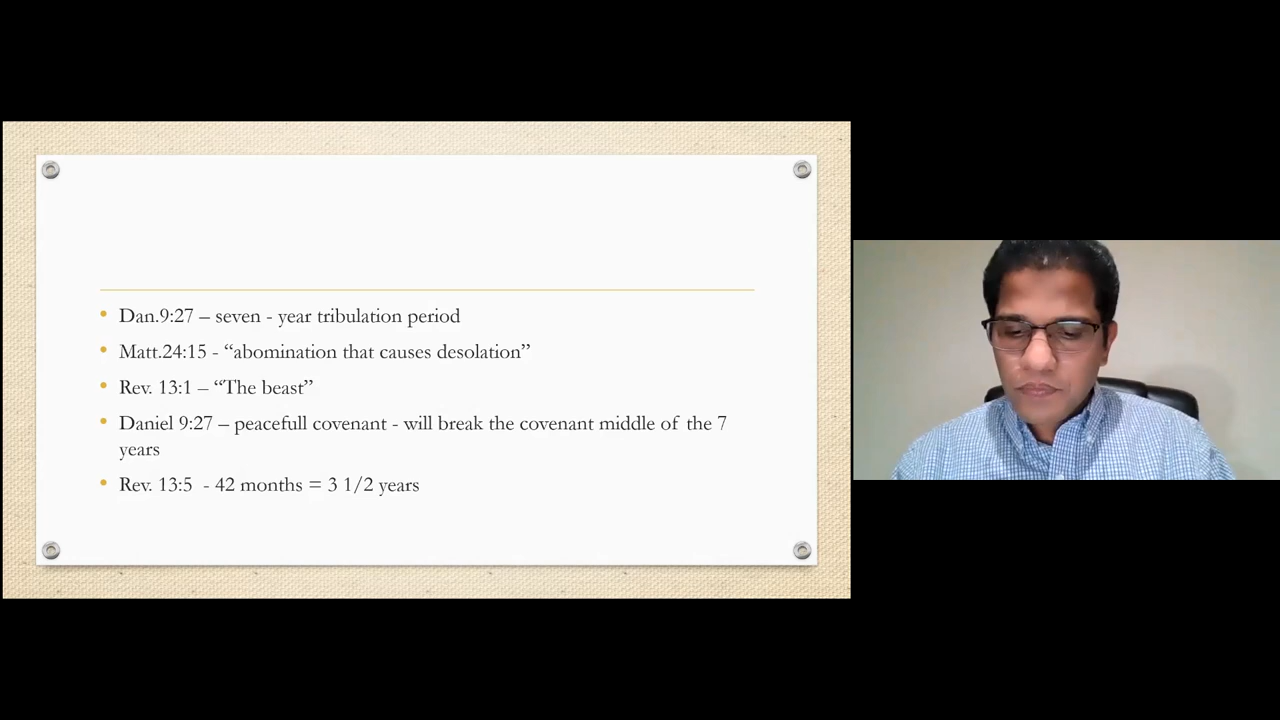 Dan.9:27 – seven - year tribulation period
Matt.24:15 - “abomination that causes desolation”
Rev. 13:1 – “The beast”
Daniel 9:27 – peacefull covenant - will break the covenant middle of the 7
years
Rev. 13:5 - 42 months = 3 1/2 years